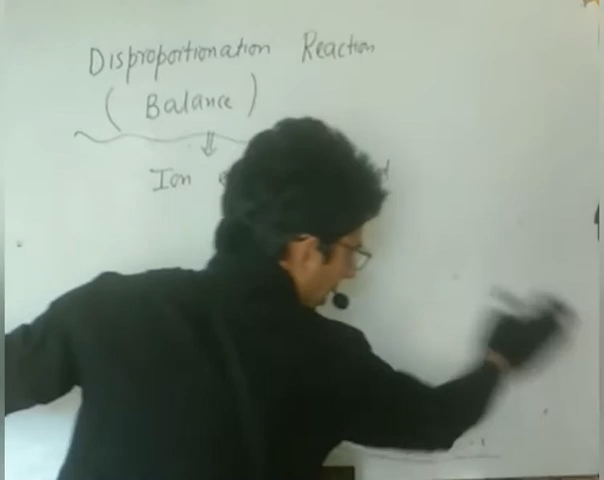 Disproportionation Reaction
( Balance )
⇓
Ion